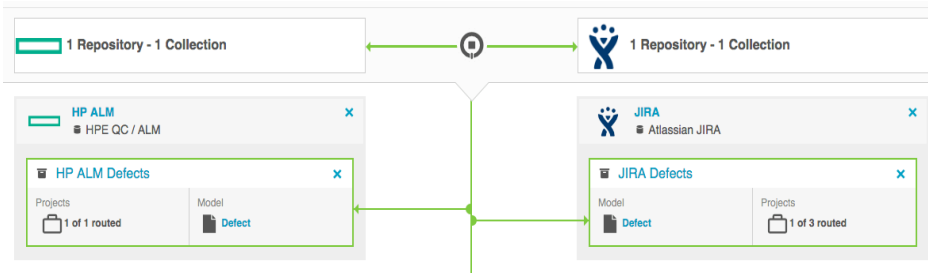 1 Repository - 1 Collection
1 Repository - 1 Collection
HP ALM
HPE QC / ALM
HP ALM Defects
Projects
1 of 1 routed
Model
Defect
JIRA
Atlassian JIRA
JIRA Defects
Model
Defect
Projects
1 of 3 routed